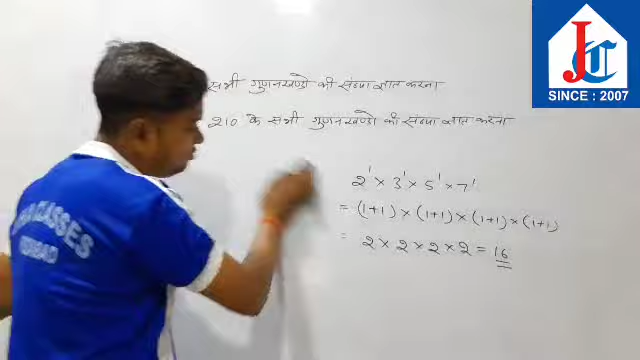 सभी गुणनखण्डो की संख्या ज्ञात करना
210 के सभी गुणनखण्डो की संख्या ज्ञात करना
2¹ × 3¹ × 5¹ × 7¹
= (1+1) × (1+1) × (1+1) × (1+1)
= 2 × 2 × 2 × 2 = 16
JC
SINCE : 2007
CLASSES